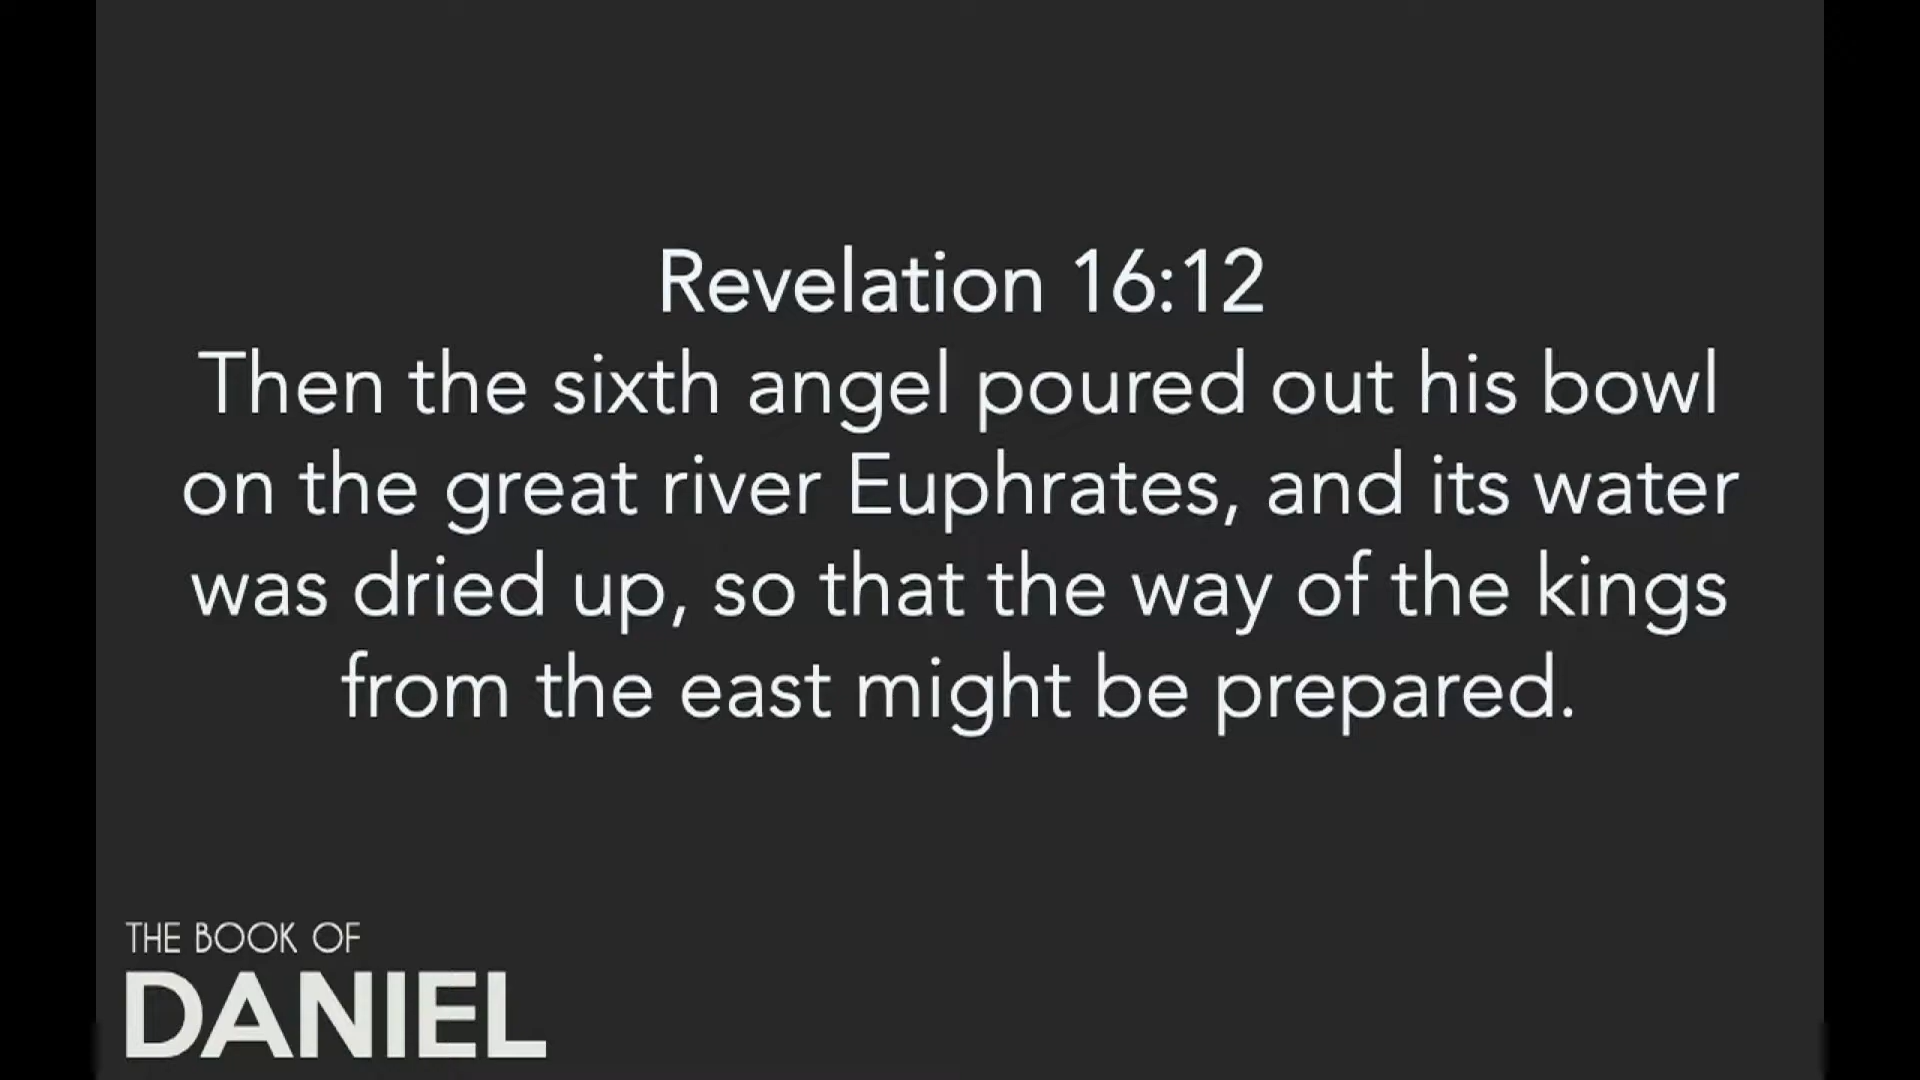 Revelation 16:12
Then the sixth angel poured out his bowl
on the great river Euphrates, and its water
was dried up, so that the way of the kings
from the east might be prepared.
THE BOOK OF
DANIEL